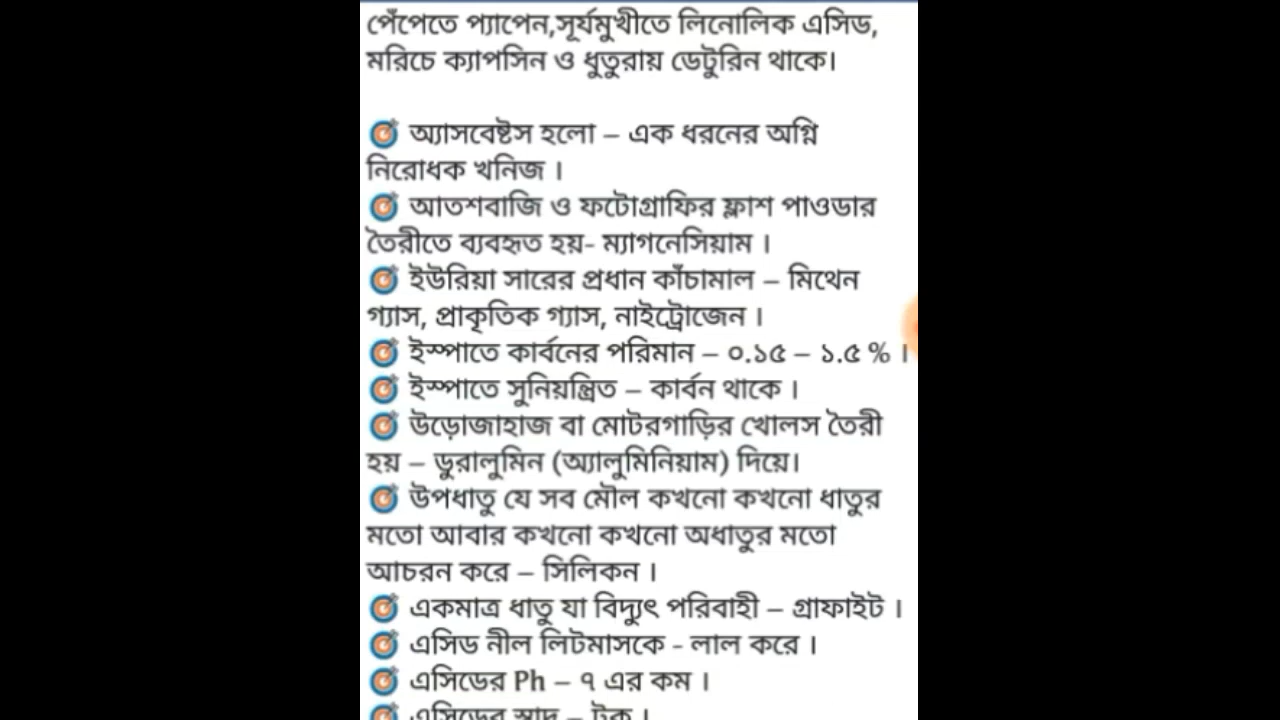 পেঁপেতে প্যাপেন,সূর্যমুখীতে লিনোলিক এসিড,
মরিচে ক্যাপসিন ও ধুতুরায় ডেটুরিন থাকে।
অ্যাসবেষ্টস হলো – এক ধরনের অগ্নি
নিরোধক খনিজ ।
আতশবাজি ও ফটোগ্রাফির ফ্লাশ পাওডার
তৈরীতে ব্যবহৃত হয়- ম্যাগনেসিয়াম ।
ইউরিয়া সারের প্রধান কাঁচামাল – মিথেন
গ্যাস, প্রাকৃতিক গ্যাস, নাইট্রোজেন ।
ইস্পাতে কার্বনের পরিমান – ০.১৫ – ১.৫ % ।
ইস্পাতে সুনিয়ন্ত্রিত – কার্বন থাকে ।
উড়োজাহাজ বা মোটরগাড়ির খোলস তৈরী
হয় – ডুরালুমিন (অ্যালুমিনিয়াম) দিয়ে।
উপধাতু যে সব মৌল কখনো কখনো ধাতুর
মতো আবার কখনো কখনো অধাতুর মতো
আচরন করে – সিলিকন ।
একমাত্র ধাতু যা বিদ্যুৎ পরিবাহী – গ্রাফাইট ।
এসিড নীল লিটমাসকে - লাল করে ।
এসিডের Ph – ৭ এর কম ।
এসিডের স্বাদ – টক ।